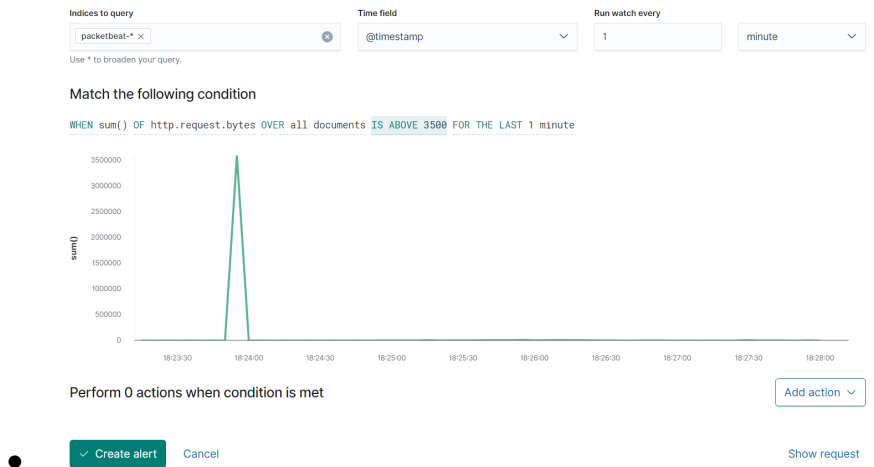 Indices to query Time field Run watch every
packetbeat-* × @timestamp 1 minute
Use * to broaden your query.
Match the following condition
WHEN sum() OF http.request.bytes OVER all documents IS ABOVE 3500 FOR THE LAST 1 minute
3500000
3000000
2500000
2000000
1500000
1000000
500000
0
sum()
18:23:30 18:24:00 18:24:30 18:25:00 18:25:30 18:26:00 18:26:30 18:27:00 18:27:30 18:28:00
Perform 0 actions when condition is met Add action
Create alert Cancel Show request